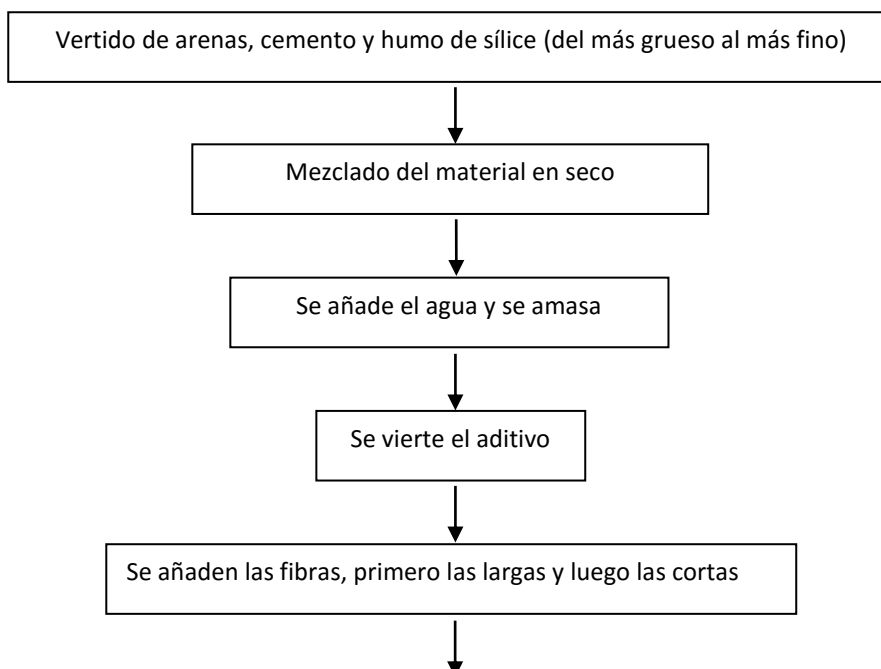 Vertido de arenas, cemento y humo de sílice (del más grueso al más fino)
Mezclado del material en seco
Se añade el agua y se amasa
Se vierte el aditivo
Se añaden las fibras, primero las largas y luego las cortas